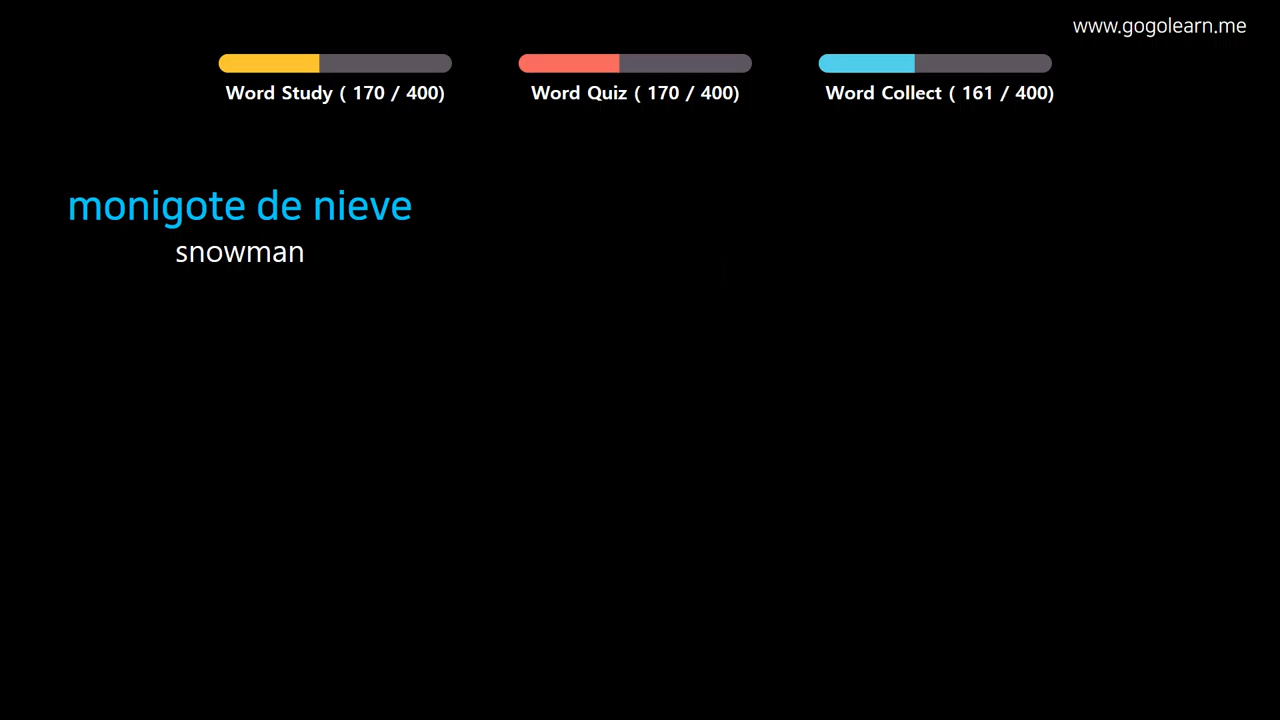 www.gogolearn.me
Word Study ( 170 / 400)
Word Quiz ( 170 / 400)
Word Collect ( 161 / 400)
monigote de nieve
snowman